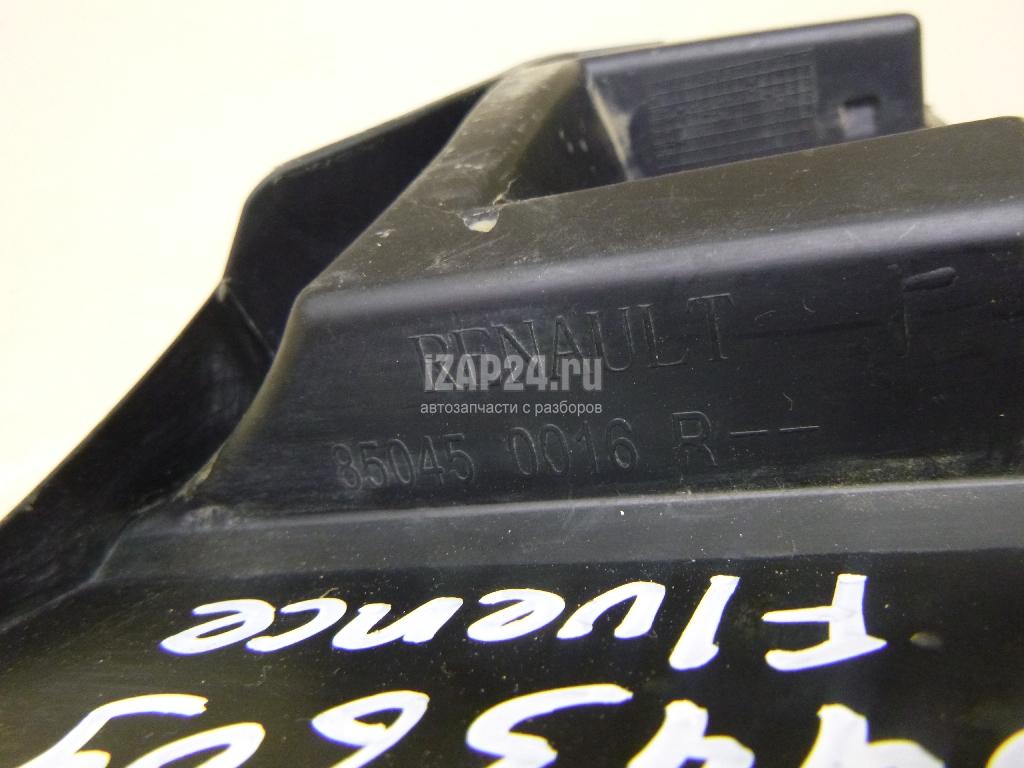 RENAULT
iZAP24.ru
автозапчасти с разборов
85045 0016 R--
Fluence